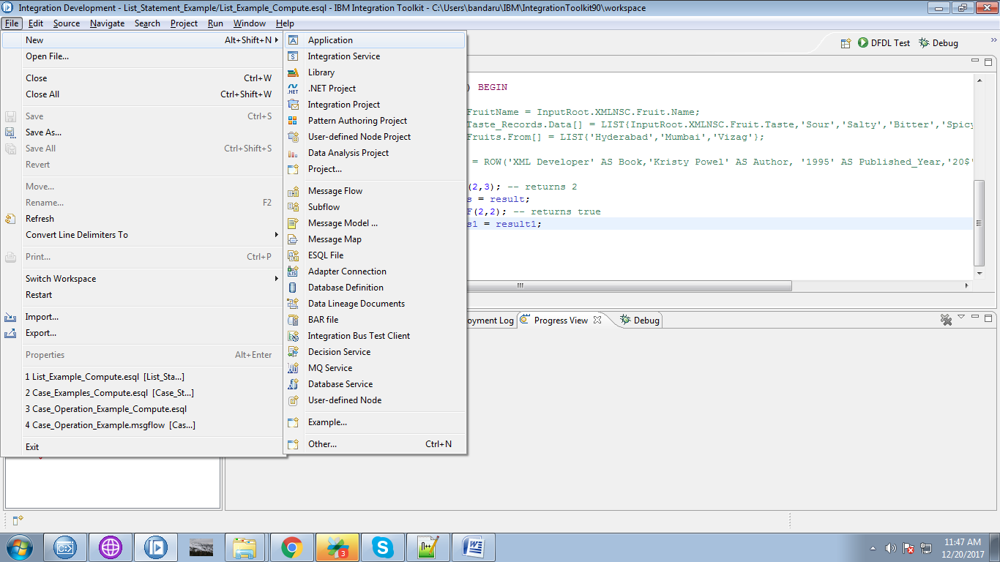 Integration Development - List_Statement_Example/List_Example_Compute.esql - IBM Integration Toolkit - C:\Users\bandaru\IBM\IntegrationToolkit90\workspace
File Edit Source Navigate Search Project Run Window Help
New Alt+Shift+N
Open File...
Close Ctrl+W
Close All Ctrl+Shift+W
Save Ctrl+S
Save As...
Save All Ctrl+Shift+S
Revert
Move...
Rename... F2
Refresh
Convert Line Delimiters To
Print... Ctrl+P
Switch Workspace
Restart
Import...
Export...
Properties Alt+Enter
1 List_Example_Compute.esql [List_Sta...]
2 Case_Examples_Compute.esql [Case_St...]
3 Case_Operation_Example_Compute.esql
4 Case_Operation_Example.msgflow [Cas...]
Exit
Application
Integration Service
Library
.NET Project
Integration Project
Pattern Authoring Project
User-defined Node Project
Data Analysis Project
Project...
Message Flow
Subflow
Message Model ...
Message Map
ESQL File
Adapter Connection
Database Definition
Data Lineage Documents
BAR file
Integration Bus Test Client
Decision Service
MQ Service
Database Service
User-defined Node
Example...
Other... Ctrl+N
DFDL Test Debug
) BEGIN
FruitName = InputRoot.XMLNSC.Fruit.Name;
Taste_Records.Data[] = LIST{InputRoot.XMLNSC.Fruit.Taste,'Sour','Salty','Bitter','Spicy
Fruits.From[] = LIST{'Hyderabad','Mumbai','Vizag'};
= ROW('XML Developer' AS Book,'Kristy Powel' AS Author, '1995' AS Published_Year,'20$'
(2,3); -- returns 2
s = result;
F(2,2); -- returns true
s1 = result1;
oyment Log Progress View Debug
11:47 AM
12/20/2017